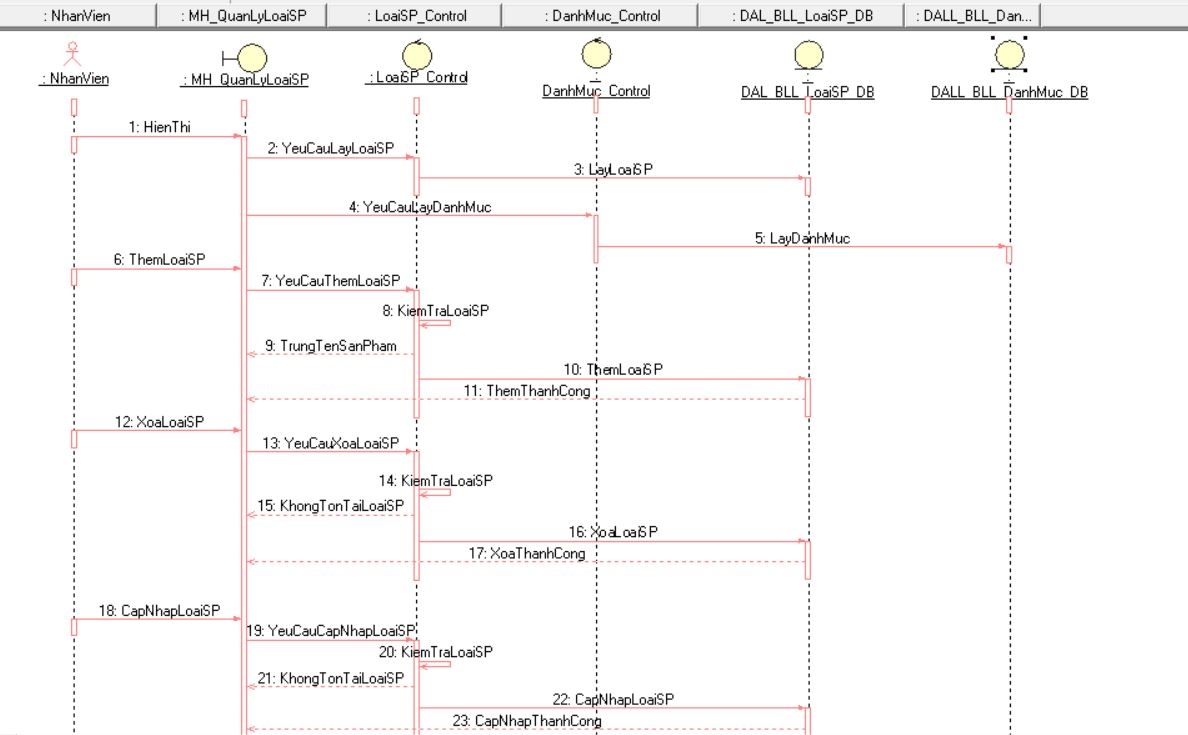 : NhanVien
: MH_QuanLyLoaiSP
: LoaiSP_Control
: DanhMuc_Control
: DAL_BLL_LoaiSP_DB
: DALL_BLL_Dan...
: NhanVien
: MH_QuanLyLoaiSP
: LoaiSP_Control
:
DanhMuc_Control
:
DAL_BLL_LoaiSP_DB
:
DALL_BLL_DanhMuc_DB
1: HienThi
2: YeuCauLayLoaiSP
3: LayLoaiSP
4: YeuCauLayDanhMuc
5: LayDanhMuc
6: ThemLoaiSP
7: YeuCauThemLoaiSP
8: KiemTraLoaiSP
9: TrungTenSanPham
10: ThemLoaiSP
11: ThemThanhCong
12: XoaLoaiSP
13: YeuCauXoaLoaiSP
14: KiemTraLoaiSP
15: KhongTonTaiLoaiSP
16: XoaLoaiSP
17: XoaThanhCong
18: CapNhapLoaiSP
19: YeuCauCapNhapLoaiSP
20: KiemTraLoaiSP
21: KhongTonTaiLoaiSP
22: CapNhapLoaiSP
23: CapNhapThanhCong